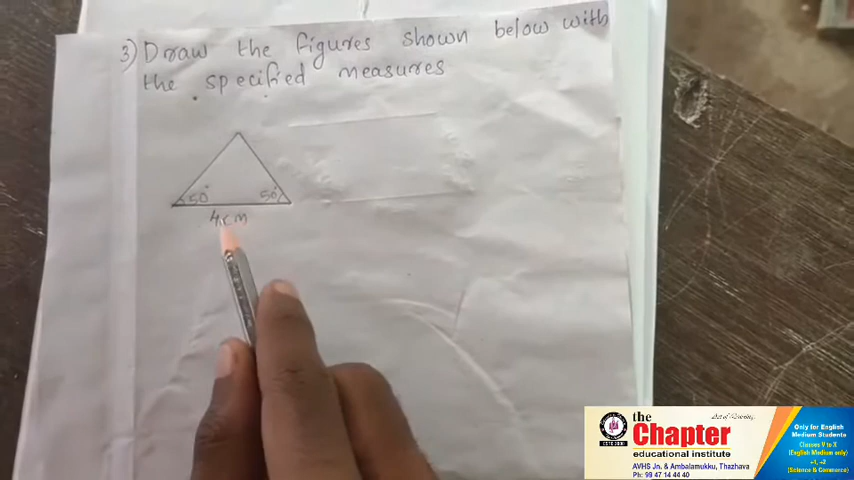 3) Draw the figures shown below with
the specified measures
50° 50°
4cm
the
Chapter
educational institute
AVHS Jn. & Ambalamukku, Thazhava
Ph: 99 47 14 44 40
Only for English
Medium Students
Classes V to X
(English Medium only)
+1, +2
(Science & Commerce)